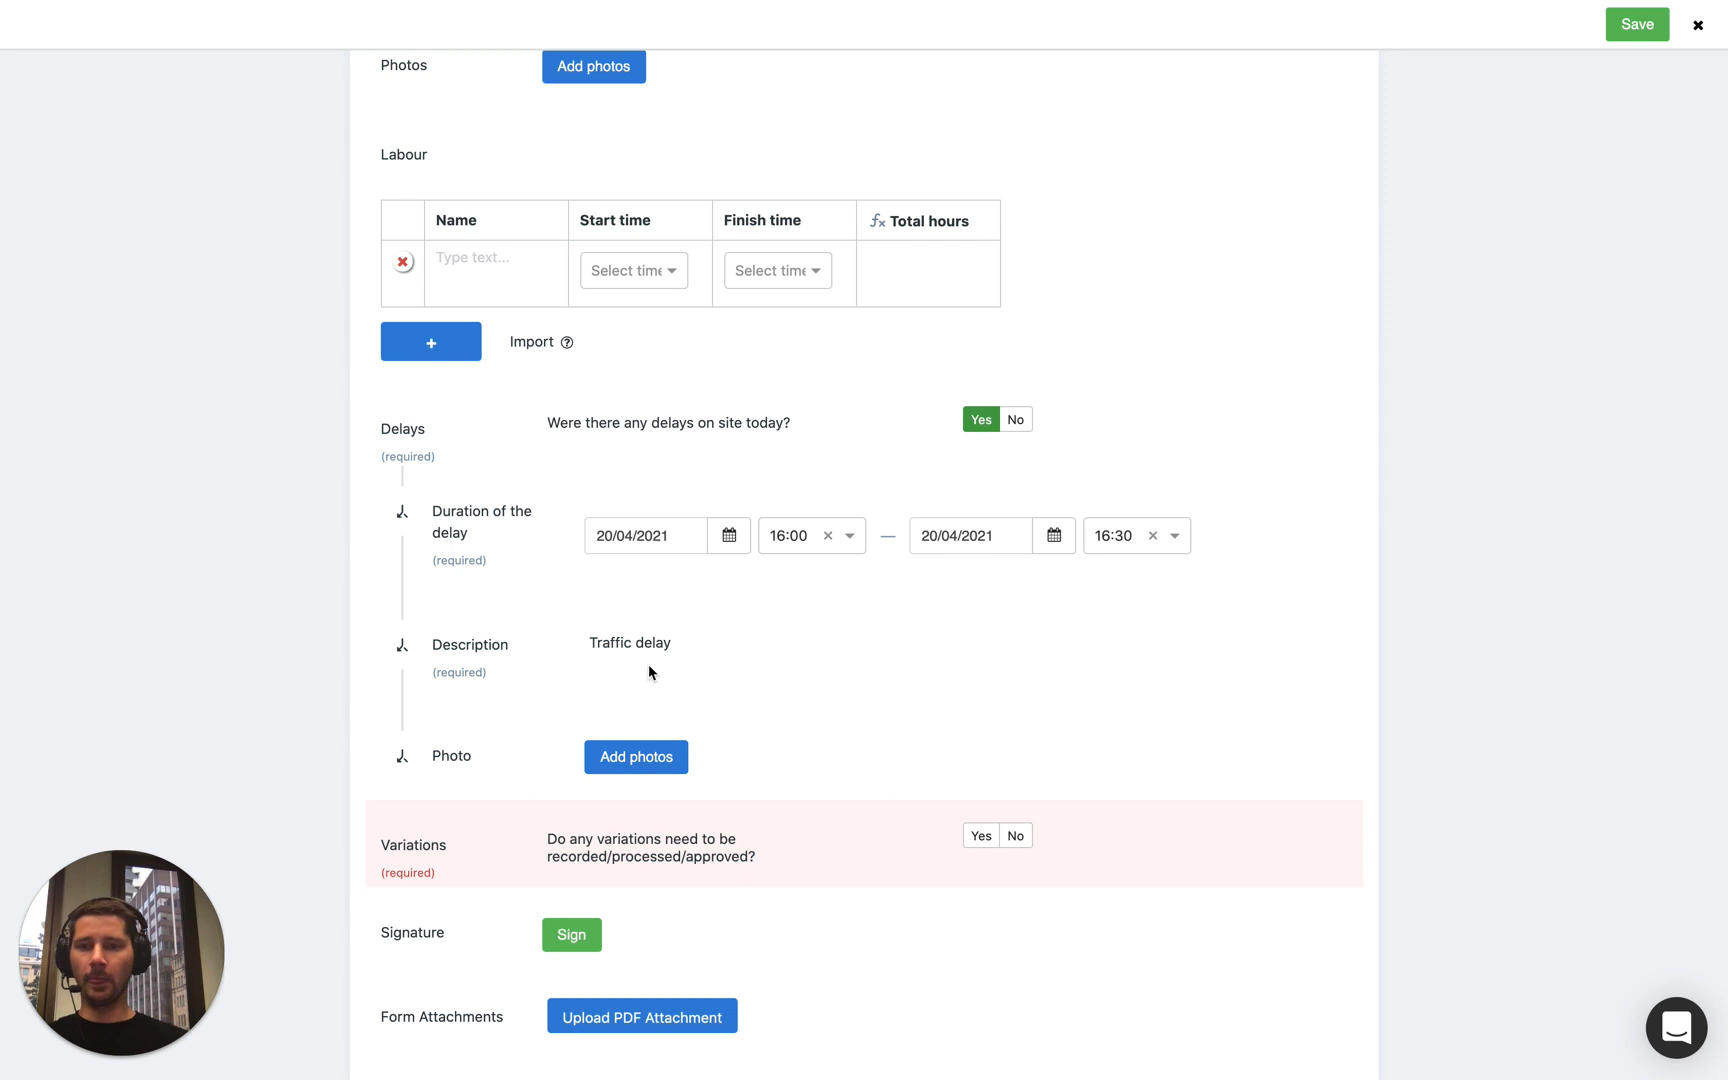 Save
Photos
Add photos
Labour
Name
Start time
Finish time
fx Total hours
Type text...
Select time
Select time
+
Import
Delays
(required)
Were there any delays on site today?
Yes
No
Duration of the
delay
(required)
20/04/2021
16:00
—
20/04/2021
16:30
Description
(required)
Traffic delay
Photo
Add photos
Variations
(required)
Do any variations need to be
recorded/processed/approved?
Yes
No
Signature
Sign
Form Attachments
Upload PDF Attachment